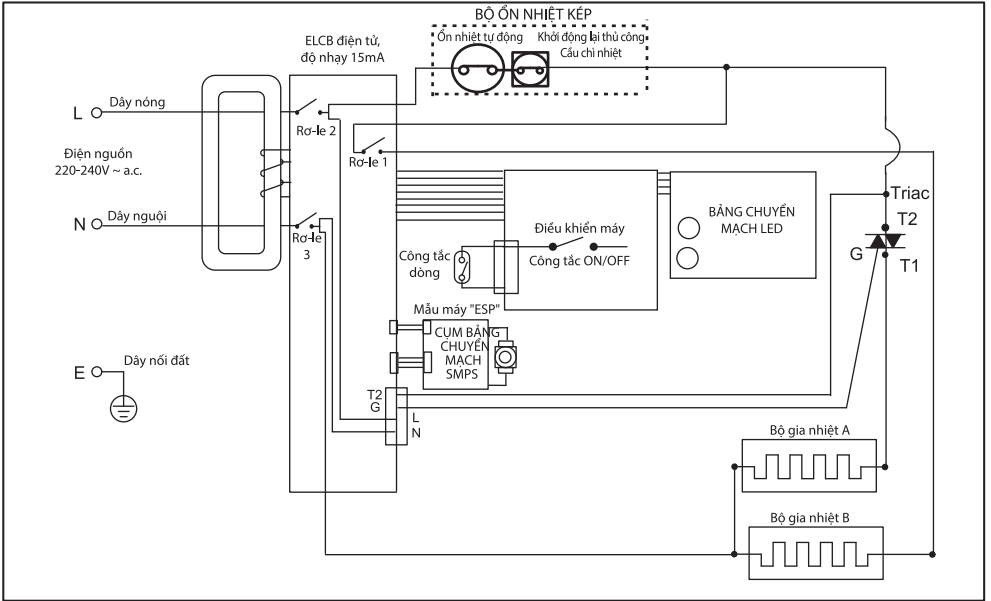 BỘ ỔN NHIỆT KÉP
Ổn nhiệt tự động
Khởi động lại thủ công
Cầu chì nhiệt
ELCB điện tử,
độ nhạy 15mA
L
Dây nóng
Rơ-le 2
Rơ-le 1
Điện nguồn
220-240V ~ a.c.
N
Dây nguội
Rơ-le
3
Triac
T2
G
T1
BẢNG CHUYỂN
MẠCH LED
Điều khiển máy
Công tắc ON/OFF
Công tắc
dòng
Mẫu máy "ESP"
CỤM BẢNG
CHUYỂN
MẠCH
SMPS
E
Dây nối đất
T2
G
L
N
Bộ gia nhiệt A
Bộ gia nhiệt B